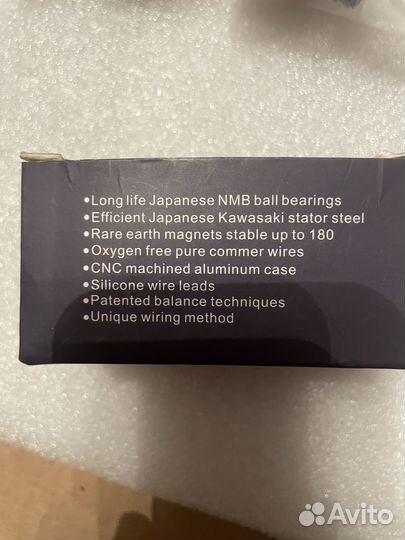 •Long life Japanese NMB ball bearings
•Efficient Japanese Kawasaki stator steel
•Rare earth magnets stable up to 180
•Oxygen free pure commer wires
•CNC machined aluminum case
•Silicone wire leads
•Patented balance techniques
•Unique wiring method
Avito